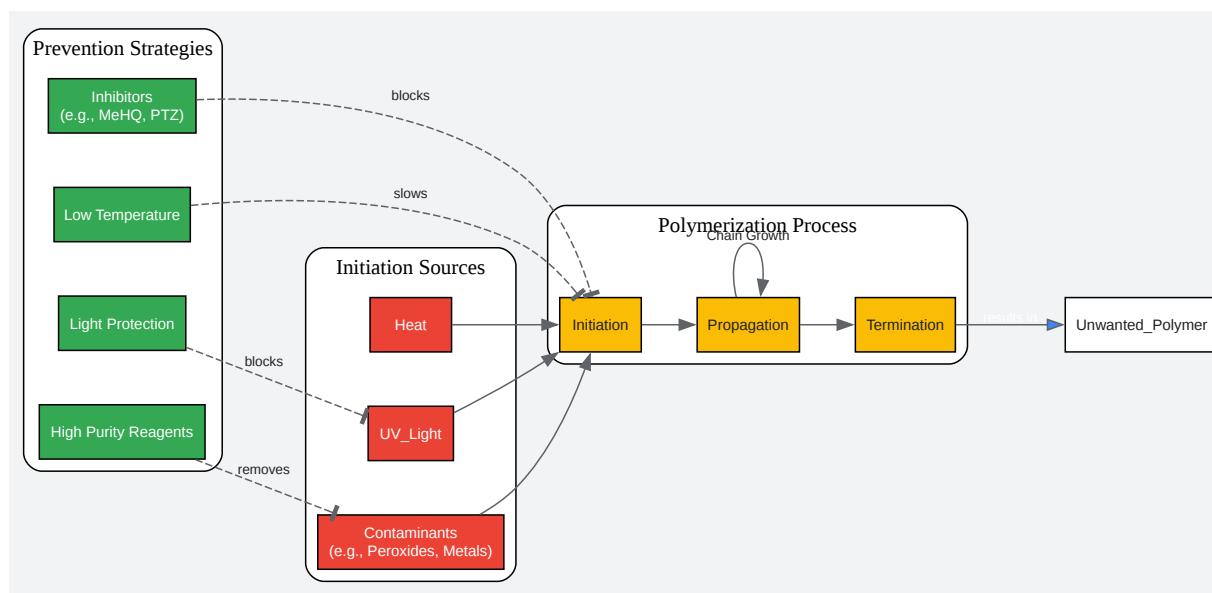 Prevention Strategies
Inhibitors
(e.g., MeHQ, PTZ)
Low Temperature
Light Protection
High Purity Reagents
blocks
slows
blocks
removes
Initiation Sources
Heat
UV_Light
Contaminants
(e.g., Peroxides, Metals)
Polymerization Process
Chain Growth
Initiation
Propagation
Termination
results in
Unwanted_Polymer